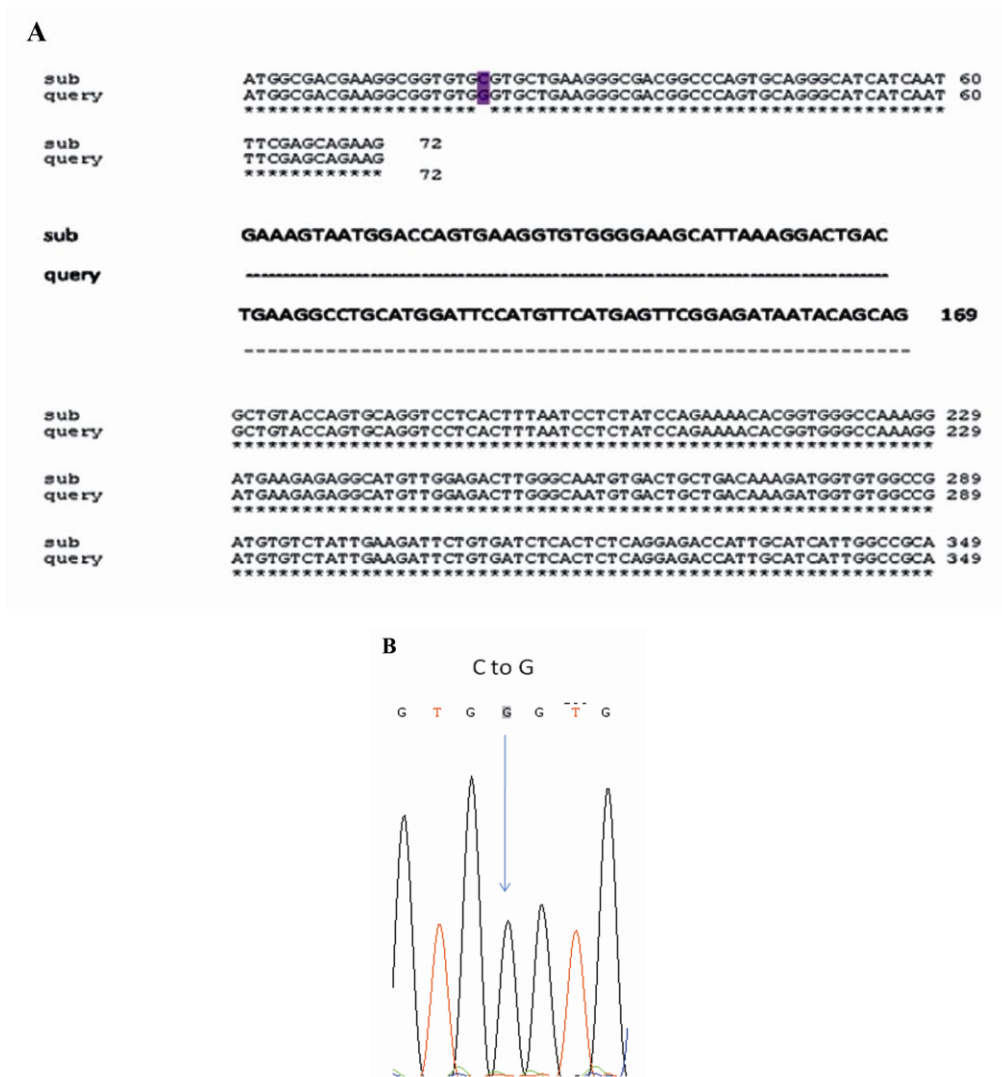 A
sub ATGGCGACGAAGGCGGTGTGCGTGCTGAAGGGCGACGGCCCAGTGCAGGGCATCATCAAT 60
query ATGGCGACGAAGGCGGTGTGGGTGCTGAAGGGCGACGGCCCAGTGCAGGGCATCATCAAT 60
******************** ***************************************
sub TTCGAGCAGAAG 72
query TTCGAGCAGAAG
************ 72
sub GAAAGTAATGGACCAGTGAAGGTGTGGGGAAGCATTAAAGGACTGAC
query -----------------------------------------------
TGAAGGCCTGCATGGATTCCATGTTCATGAGTTCGGAGATAATACAGCAG 169
--------------------------------------------------
sub GCTGTACCAGTGCAGGTCCTCACTTTAATCCTCTATCCAGAAAACACGGTGGGCCAAAGG 229
query GCTGTACCAGTGCAGGTCCTCACTTTAATCCTCTATCCAGAAAACACGGTGGGCCAAAGG 229
************************************************************
sub ATGAAGAGAGGCATGTTGGAGACTTGGGCAATGTGACTGCTGACAAAGATGGTGTGGCCG 289
query ATGAAGAGAGGCATGTTGGAGACTTGGGCAATGTGACTGCTGACAAAGATGGTGTGGCCG 289
************************************************************
sub ATGTGTCTATTGAAGATTCTGTGATCTCACTCTCAGGAGACCATTGCATCATTGGCCGCA 349
query ATGTGTCTATTGAAGATTCTGTGATCTCACTCTCAGGAGACCATTGCATCATTGGCCGCA 349
************************************************************
B
C to G
G T G G G T G